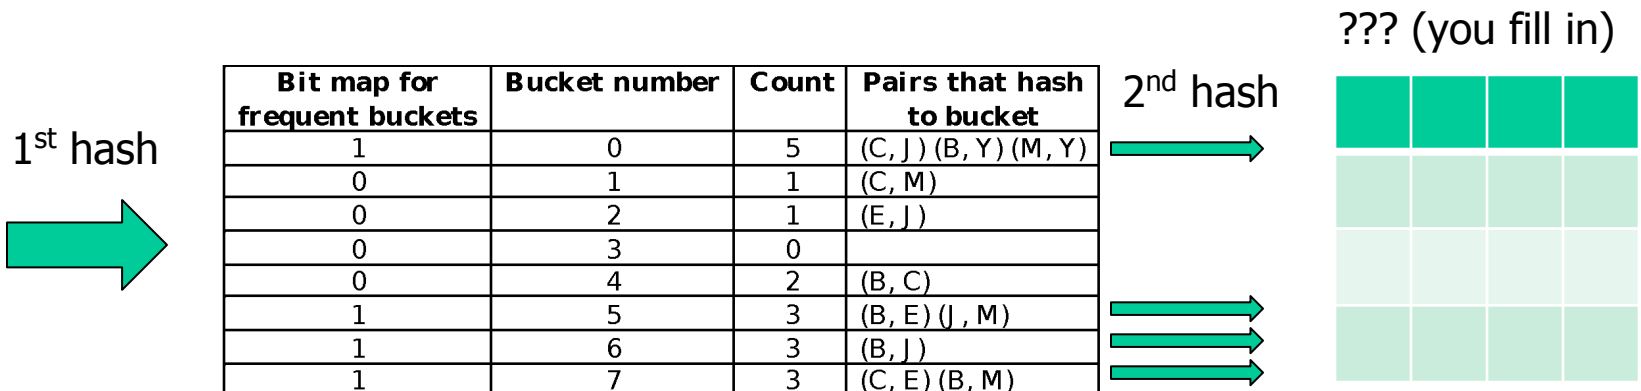 ??? (you fill in)
1st hash
2nd hash
Bit map for frequent buckets Bucket number Count Pairs that hash to bucket
1 0 5 (C, J) (B, Y) (M, Y)
0 1 1 (C, M)
0 2 1 (E, J)
0 3 0
0 4 2 (B, C)
1 5 3 (B, E) (J, M)
1 6 3 (B, J)
1 7 3 (C, E) (B, M)